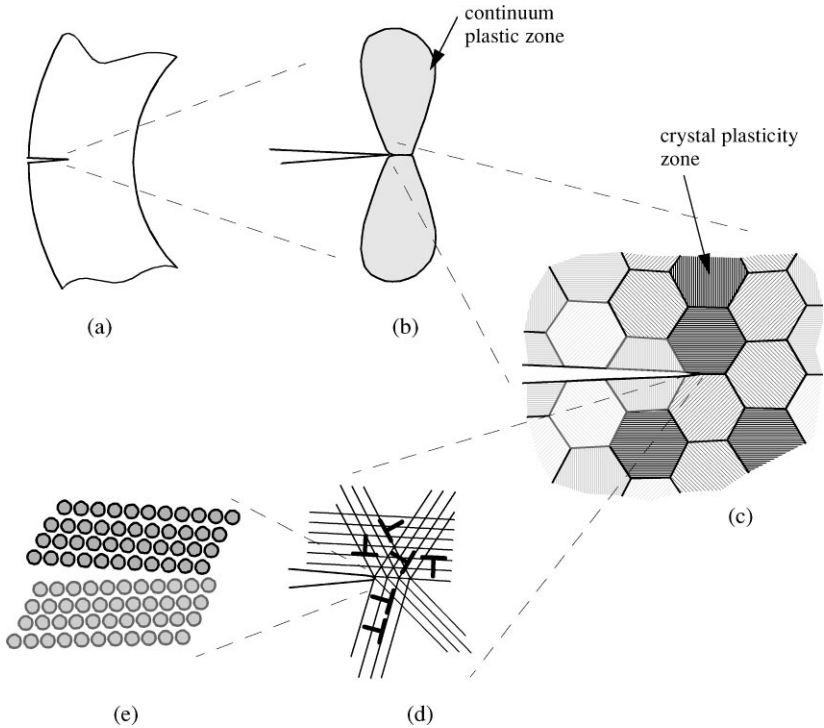 continuum
plastic zone
crystal plasticity
zone
(a)
(b)
(c)
(e)
(d)